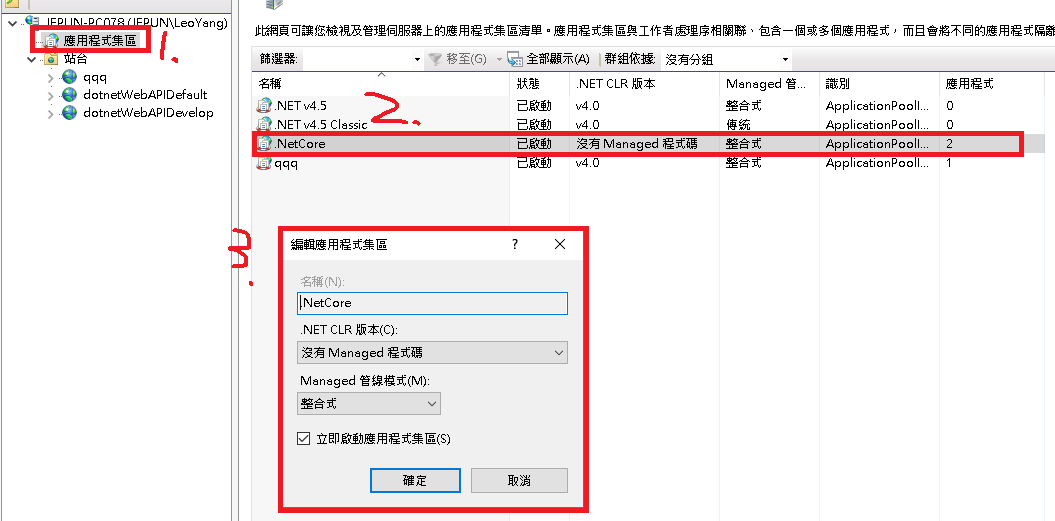 JEPUN-PC078 (JEPUN\LeoYang)
應用程式集區
站台
qqq
dotnetWebAPIDefault
dotnetWebAPIDevelop
1.
此網頁可讓您檢視及管理伺服器上的應用程式集區清單。應用程式集區與工作者處理序相關聯、包含一個或多個應用程式，而且會將不同的應用程式隔離
篩選器: 移至(G) 全部顯示(A) 群組依據: 沒有分組
名稱 狀態 .NET CLR 版本 Managed 管... 識別 應用程式
.NET v4.5 已啟動 v4.0 整合式 ApplicationPoolI... 0
.NET v4.5 Classic 已啟動 v4.0 傳統 ApplicationPoolI... 0
.NetCore 已啟動 沒有 Managed 程式碼 整合式 ApplicationPoolI... 2
qqq 已啟動 v4.0 整合式 ApplicationPoolI... 1
2.
3.
編輯應用程式集區 ?
名稱(N):
.NetCore
.NET CLR 版本(C):
沒有 Managed 程式碼
Managed 管線模式(M):
整合式
立即啟動應用程式集區(S)
確定 取消